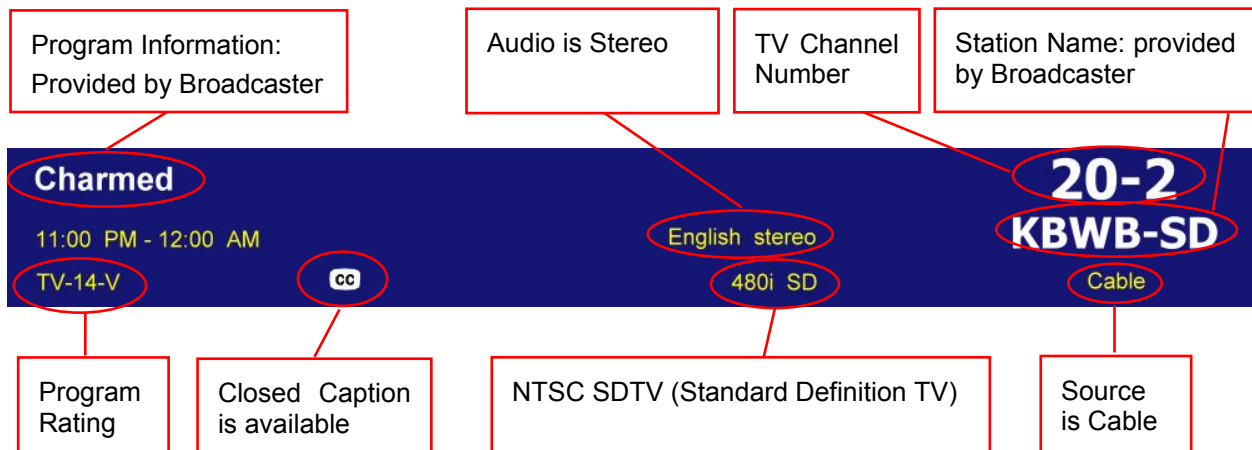 Program Information:
Provided by Broadcaster
Audio is Stereo
TV Channel
Number
Station Name: provided
by Broadcaster
Charmed
20-2
KBWB-SD
11:00 PM - 12:00 AM
English stereo
TV-14-V
cc
480i SD
Cable
Program
Rating
Closed Caption
is available
NTSC SDTV (Standard Definition TV)
Source
is Cable